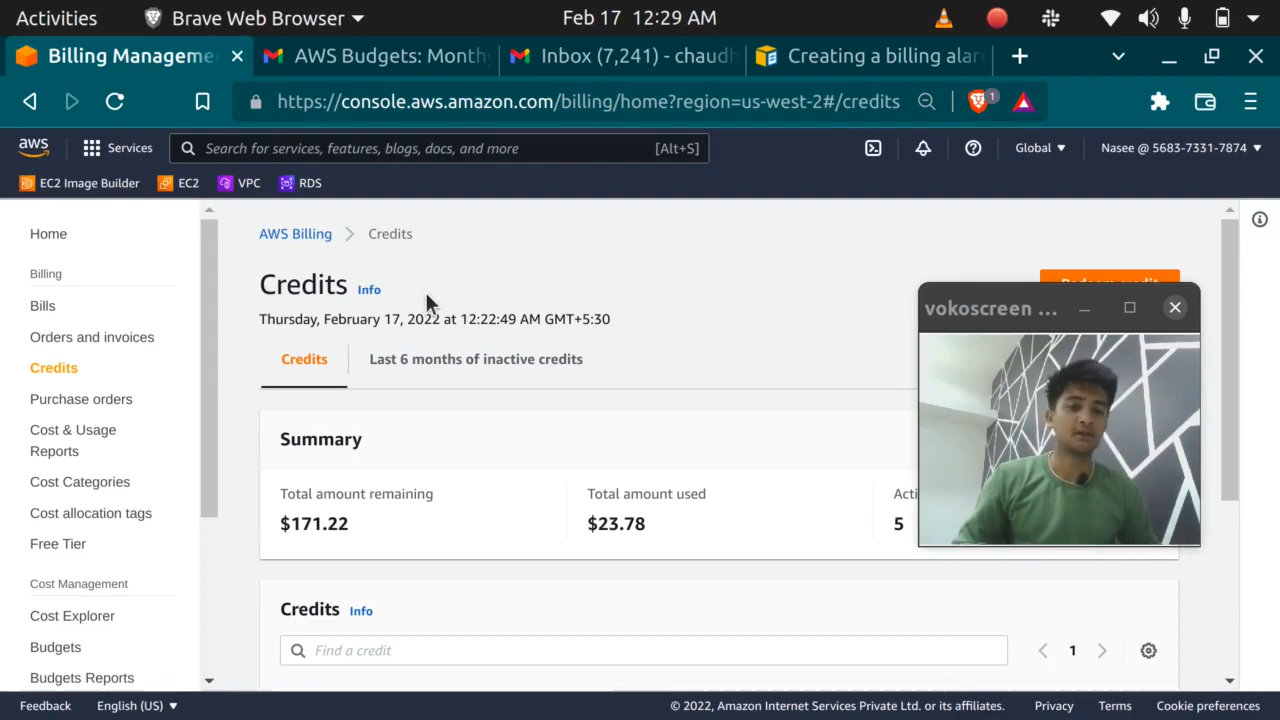 Activities
Brave Web Browser
Feb 17 12:29 AM
Billing Manageme
AWS Budgets: Month
Inbox (7,241) - chaudh
Creating a billing alar
https://console.aws.amazon.com/billing/home?region=us-west-2#/credits
1
aws
Services
Search for services, features, blogs, docs, and more
[Alt+S]
Global
Nasee @ 5683-7331-7874
EC2 Image Builder
EC2
VPC
RDS
Home
Billing
Bills
Orders and invoices
Credits
Purchase orders
Cost & Usage
Reports
Cost Categories
Cost allocation tags
Free Tier
Cost Management
Cost Explorer
Budgets
Budgets Reports
AWS Billing
Credits
Credits Info
Thursday, February 17, 2022 at 12:22:49 AM GMT+5:30
Redeem credit
vokoscreen ...
Credits
Last 6 months of inactive credits
Summary
Total amount remaining
$171.22
Total amount used
$23.78
Acti
5
Credits Info
Find a credit
1
Feedback
English (US)
© 2022, Amazon Internet Services Private Ltd. or its affiliates.
Privacy
Terms
Cookie preferences